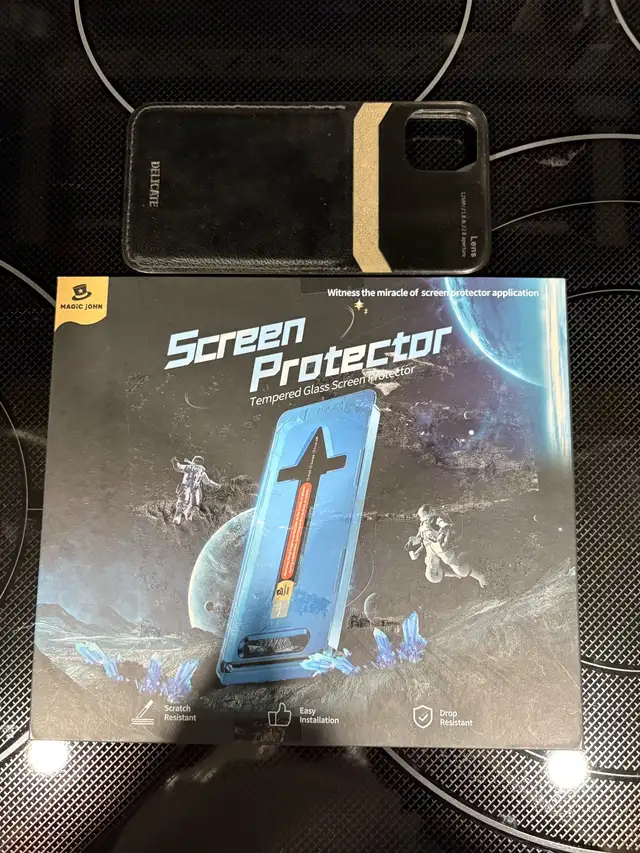 DELICATE
Lens
MAGIC JOHN
Witness the miracle of screen protector application
Screen
Protector
Tempered Glass Screen Protector
Scratch
Resistant
Easy
Installation
Drop
Resistant